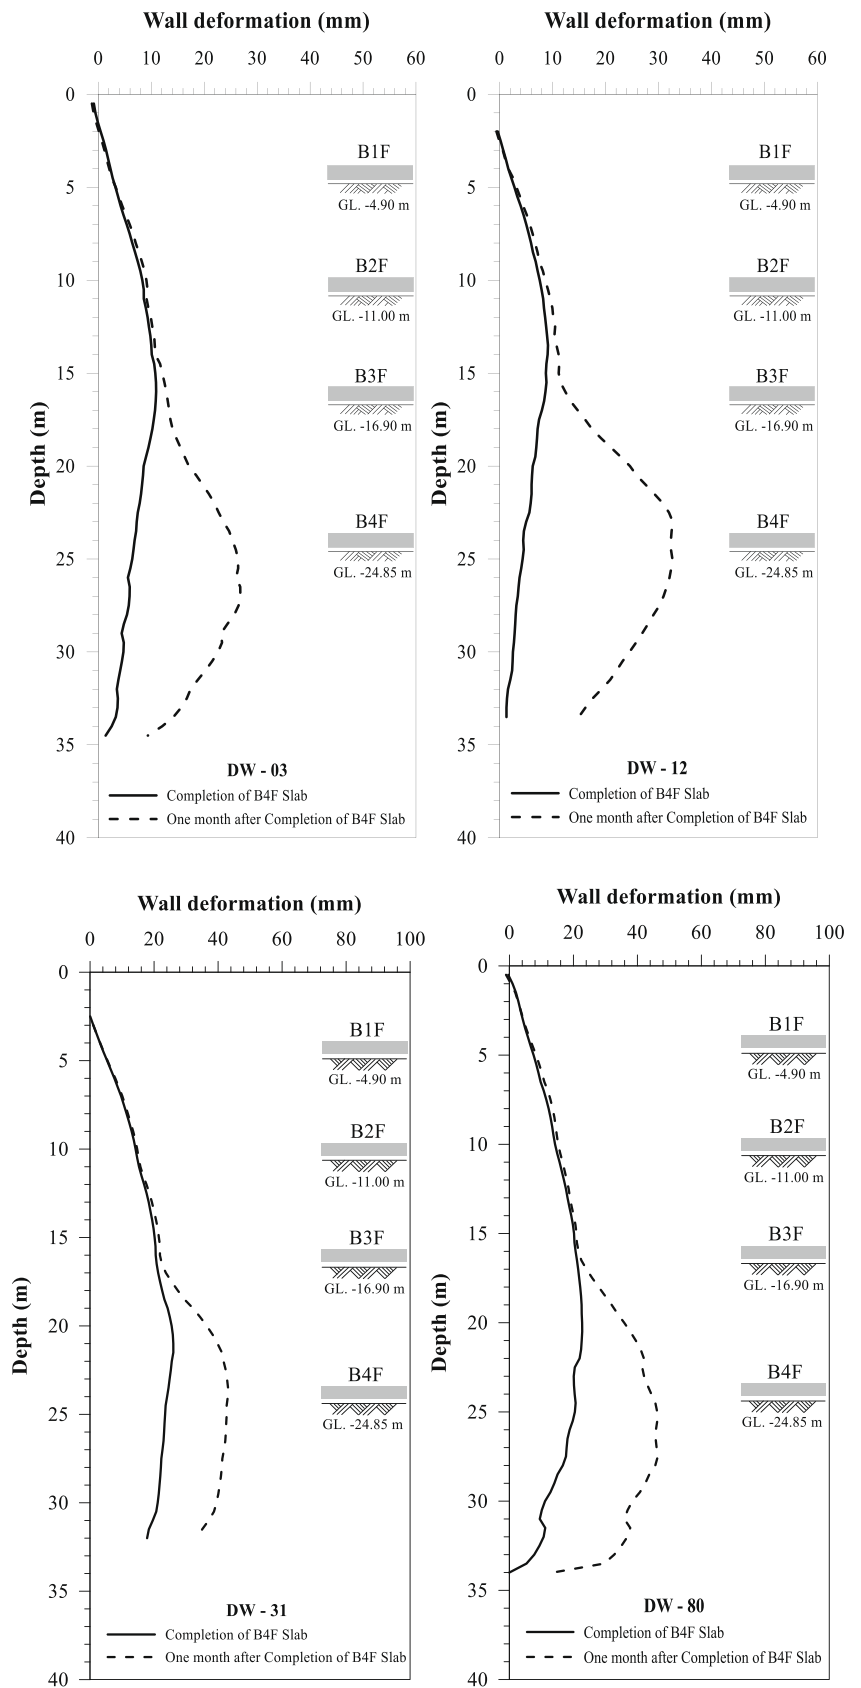 Wall deformation (mm)
0 10 20 30 40 50 60
0
5
10
15
20
25
30
35
40
Depth (m)
B1F
GL. -4.90 m
B2F
GL. -11.00 m
B3F
GL. -16.90 m
B4F
GL. -24.85 m
DW - 03
Completion of B4F Slab
One month after Completion of B4F Slab
Wall deformation (mm)
0 10 20 30 40 50 60
0
5
10
15
20
25
30
35
40
Depth (m)
B1F
GL. -4.90 m
B2F
GL. -11.00 m
B3F
GL. -16.90 m
B4F
GL. -24.85 m
DW - 12
Completion of B4F Slab
One month after Completion of B4F Slab
Wall deformation (mm)
0 20 40 60 80 100
0
5
10
15
20
25
30
35
40
Depth (m)
B1F
GL. -4.90 m
B2F
GL. -11.00 m
B3F
GL. -16.90 m
B4F
GL. -24.85 m
DW - 31
Completion of B4F Slab
One month after Completion of B4F Slab
Wall deformation (mm)
0 20 40 60 80 100
0
5
10
15
20
25
30
35
40
Depth (m)
B1F
GL. -4.90 m
B2F
GL. -11.00 m
B3F
GL. -16.90 m
B4F
GL. -24.85 m
DW - 80
Completion of B4F Slab
One month after Completion of B4F Slab